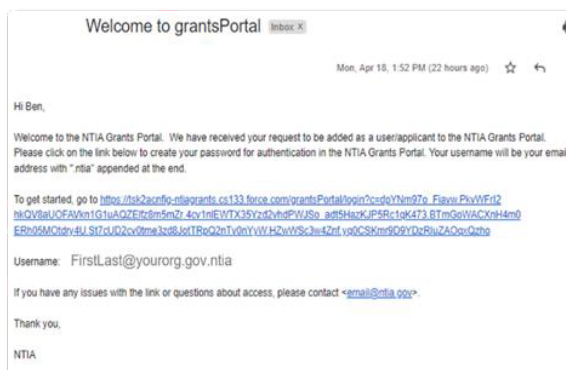 Welcome to grantsPortal Inbox X
Mon, Apr 18, 1:52 PM (22 hours ago)
Hi Ben,
Welcome to the NTIA Grants Portal. We have received your request to be added as a user/applicant to the NTIA Grants Portal.
Please click on the link below to create your password for authentication in the NTIA Grants Portal. Your username will be your email
address with ".ntia" appended at the end.
To get started, go to
Username: FirstLast@yourorg.gov.ntia
If you have any issues with the link or questions about access, please contact <email@ntia.gov>.
Thank you,
NTIA